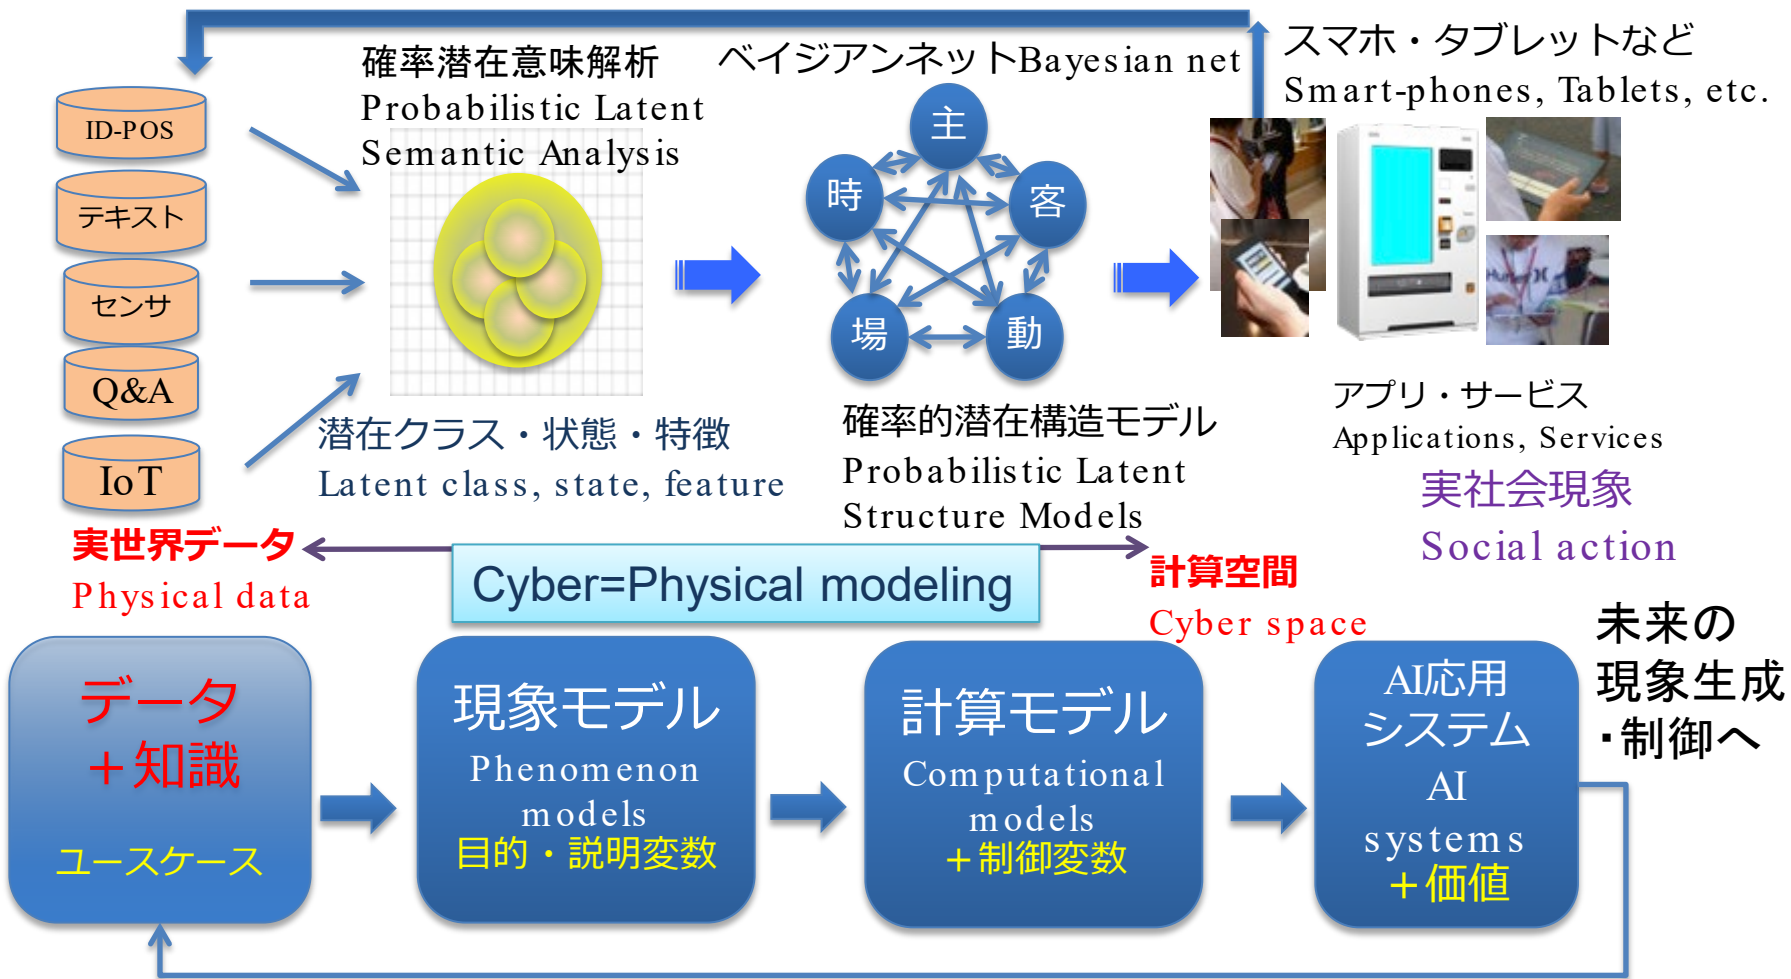 確率潜在意味解析
Probabilistic Latent
Semantic Analysis
ベイジアンネットBayesian net
スマホ・タブレットなど
Smart-phones, Tablets, etc.
ID-POS
テキスト
センサ
Q&A
IoT
主
時
客
場
動
潜在クラス・状態・特徴
Latent class, state, feature
確率的潜在構造モデル
Probabilistic Latent
Structure Models
アプリ・サービス
Applications, Services
実社会現象
Social action
実世界データ
Physical data
Cyber=Physical modeling
計算空間
Cyber space
データ
＋知識
ユースケース
現象モデル
Phenomenon
models
目的・説明変数
計算モデル
Computational
models
＋制御変数
AI応用
システム
AI
systems
＋価値
未来の
現象生成
・制御へ